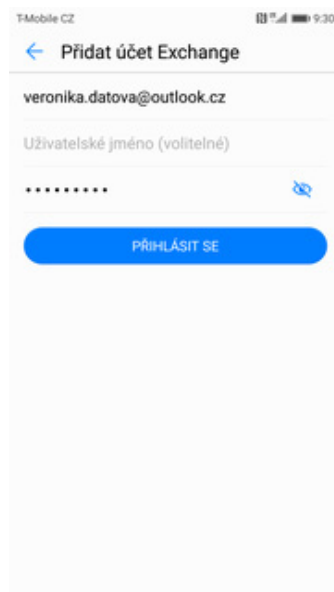 T-Mobile CZ 9:30
Přidat účet Exchange
veronika.datova@outlook.cz
Uživatelské jméno (volitelné)
•••••••••
PŘIHLÁSIT SE